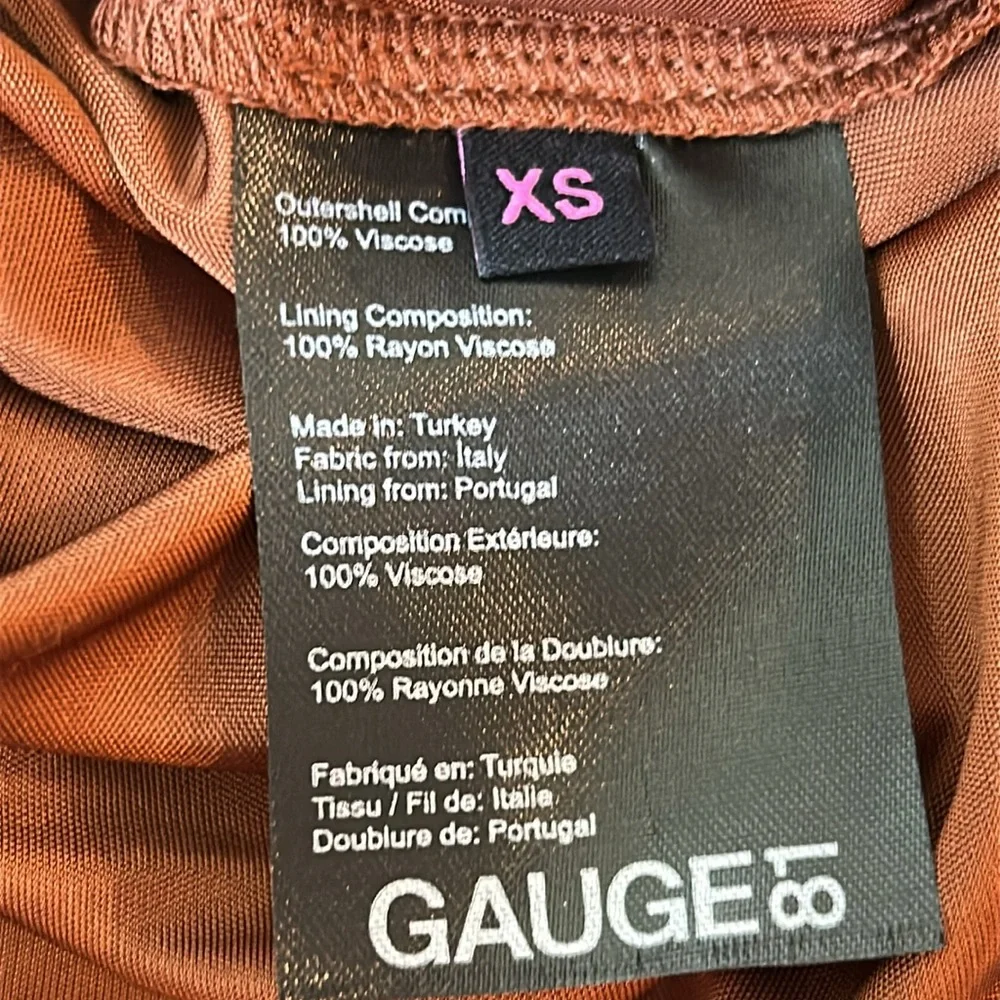 XS
Outershell Com
100% Viscose
Lining Composition:
100% Rayon Viscose
Made in: Turkey
Fabric from: Italy
Lining from: Portugal
Composition Extérieure:
100% Viscose
Composition de la Doublure:
100% Rayonne Viscose
Fabriqué en: Turquie
Tissu / Fil de: Italie
Doublure de: Portugal
GAUGE81